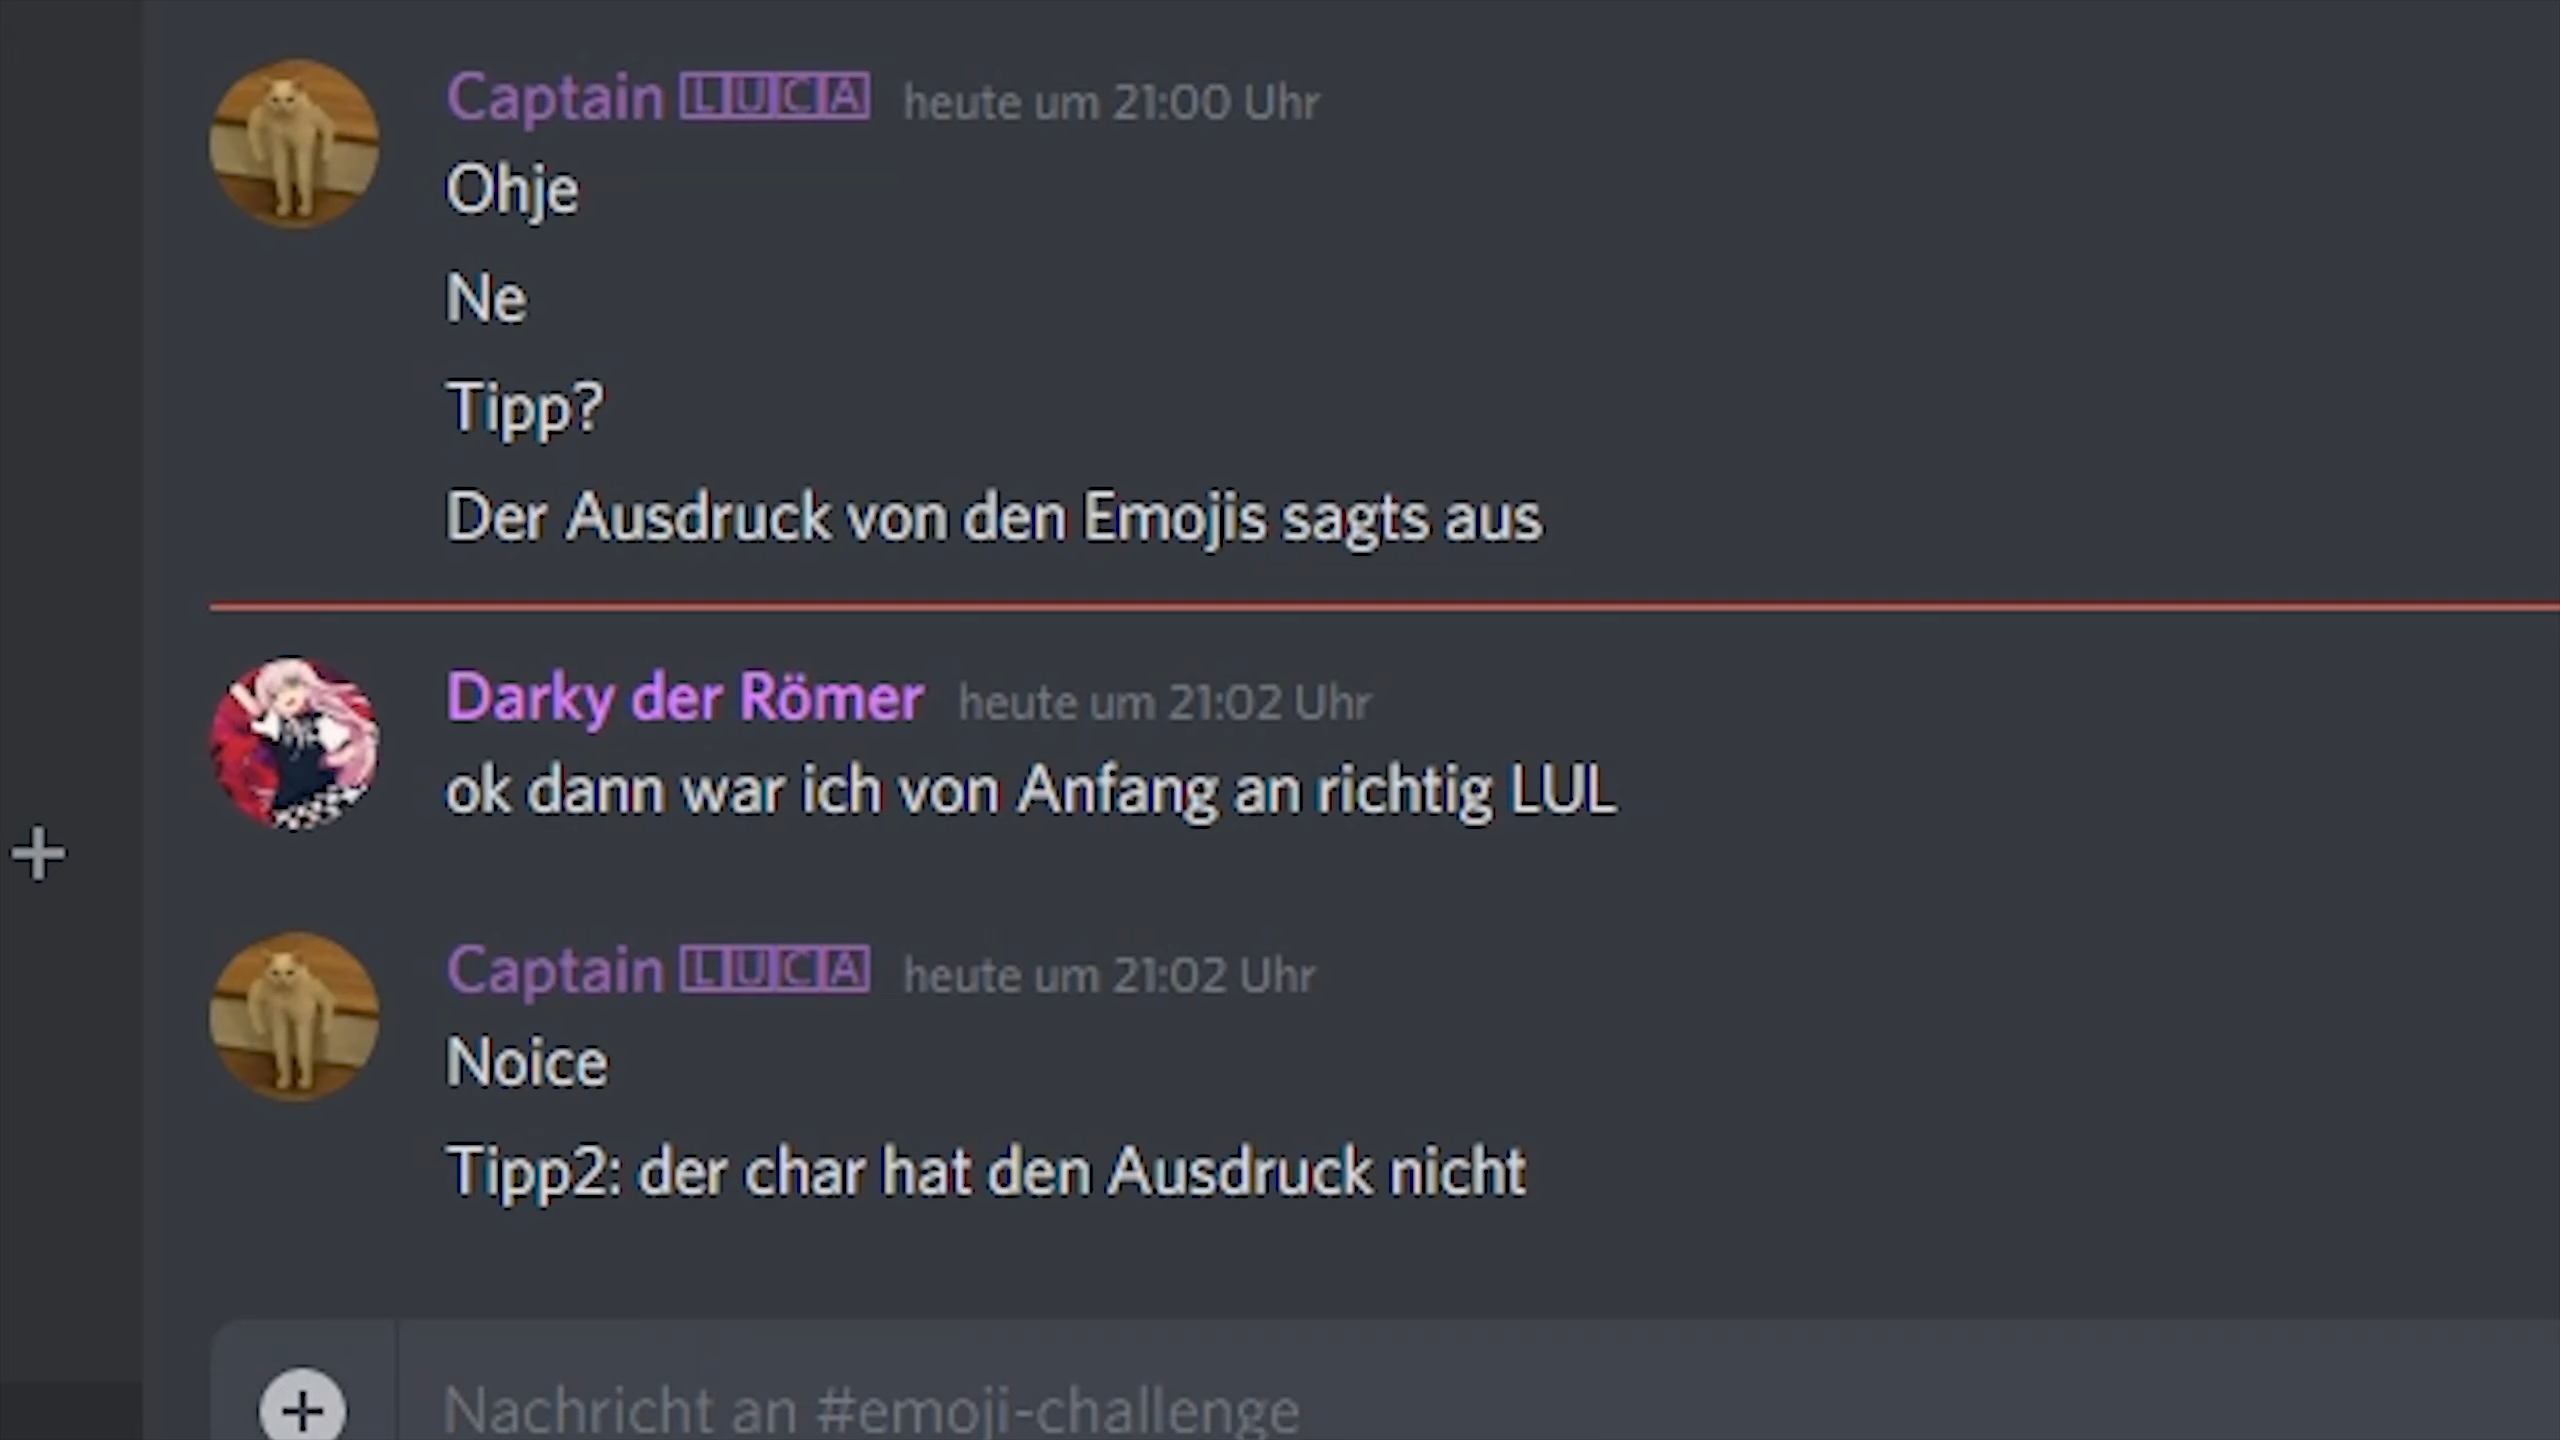 Captain 🄻🅄🄲🄰 heute um 21:00 Uhr
Ohje
Ne
Tipp?
Der Ausdruck von den Emojis sagts aus
Darky der Römer heute um 21:02 Uhr
ok dann war ich von Anfang an richtig LUL
Captain 🄻🅄🄲🄰 heute um 21:02 Uhr
Noice
Tipp2: der char hat den Ausdruck nicht
Nachricht an #emoji-challenge